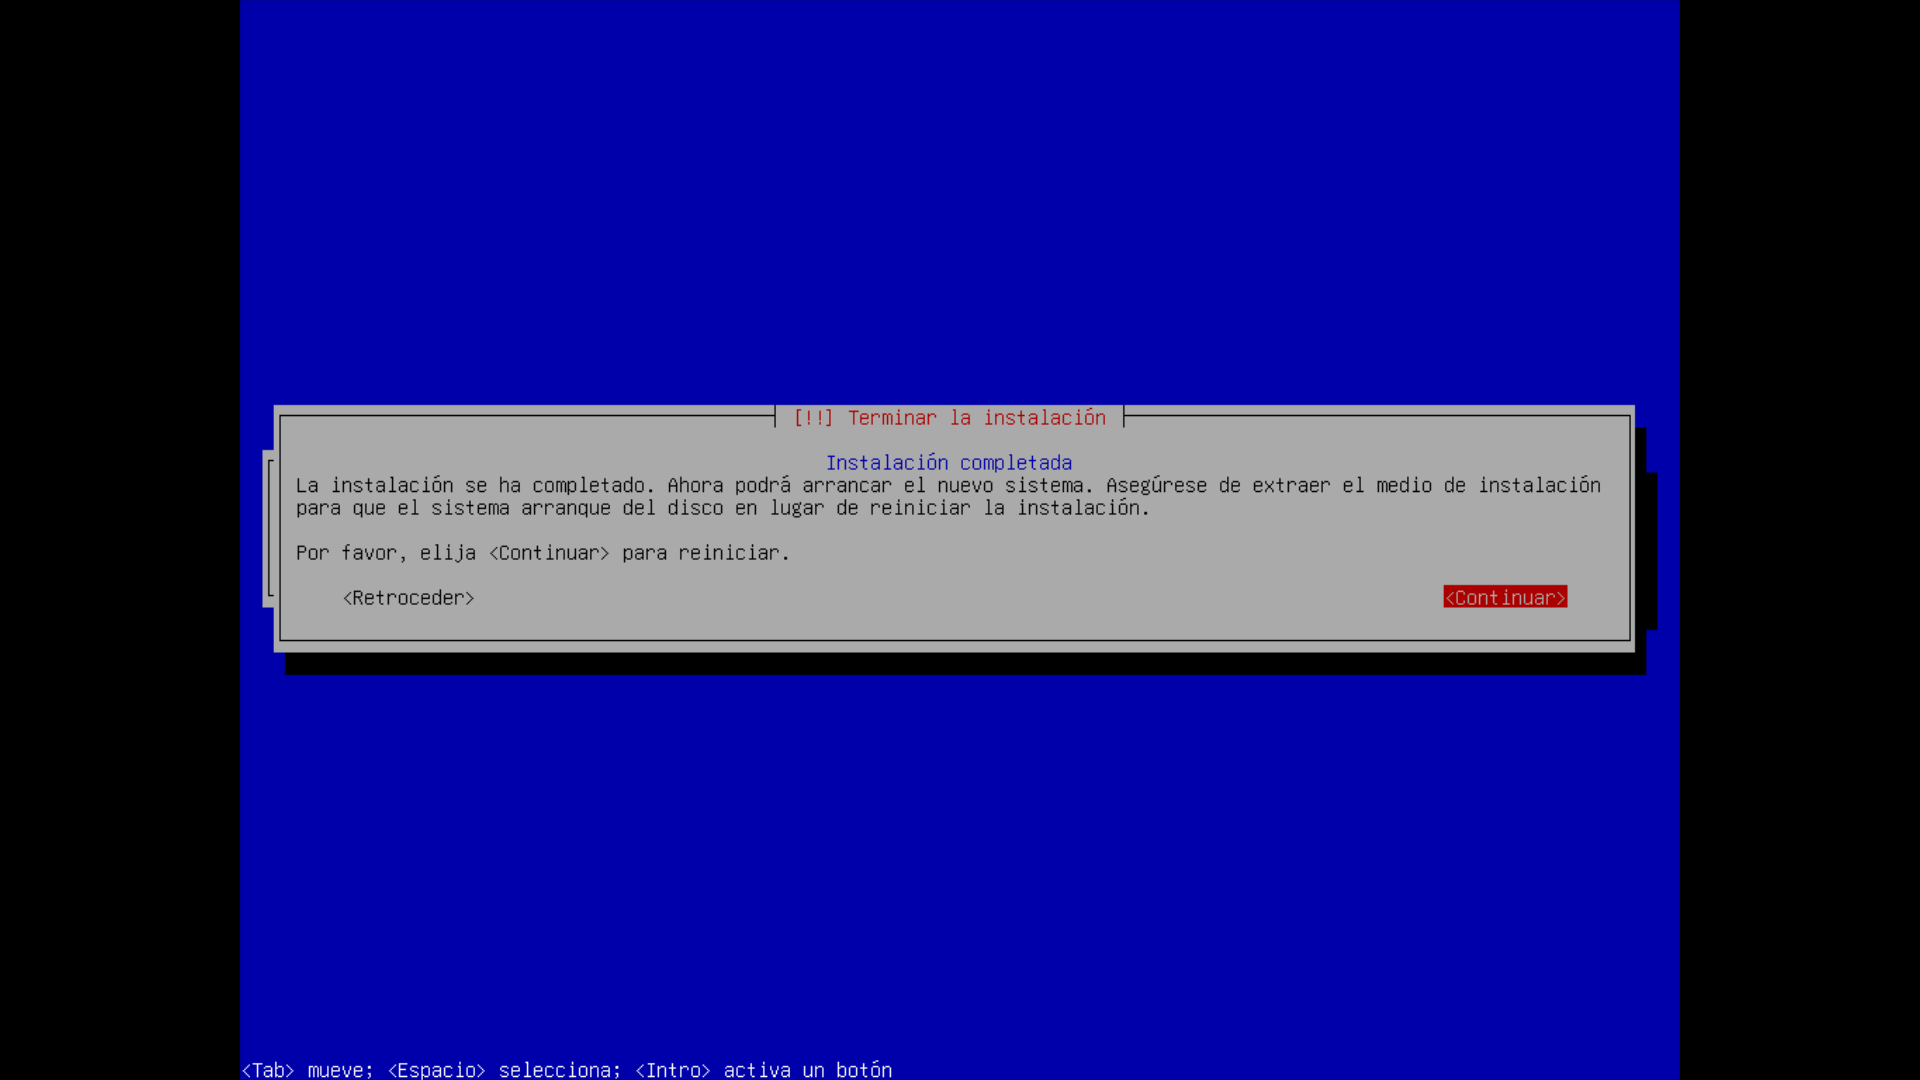 [!!] Terminar la instalación
Instalación completada
La instalación se ha completado. Ahora podrá arrancar el nuevo sistema. Asegúrese de extraer el medio de instalación
para que el sistema arranque del disco en lugar de reiniciar la instalación.
Por favor, elija <Continuar> para reiniciar.
<Retroceder> <Continuar>
<Tab> mueve; <Espacio> selecciona; <Intro> activa un botón